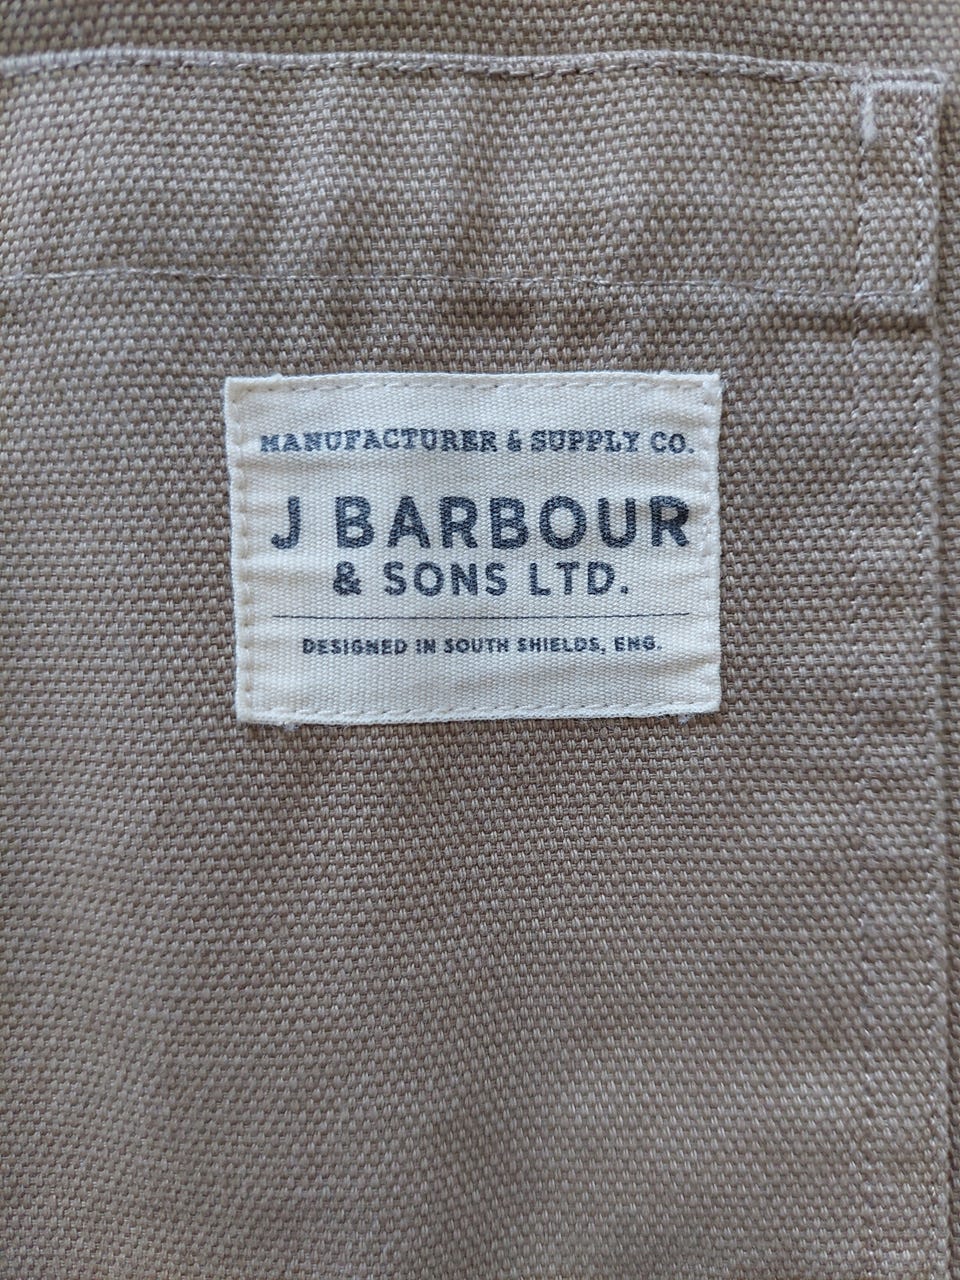 MANUFACTURER & SUPPLY CO.
J BARBOUR
& SONS LTD.
DESIGNED IN SOUTH SHIELDS, ENG.